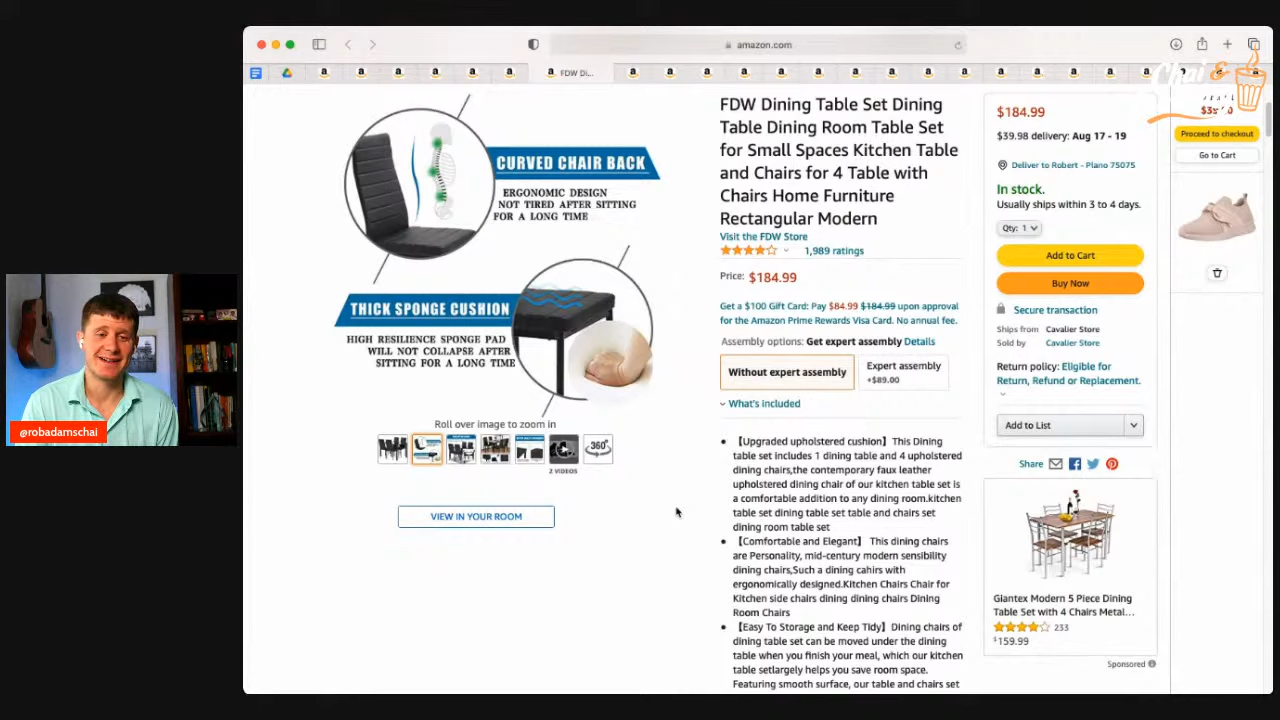 amazon.com
FDW Di...
Chai &
CURVED CHAIR BACK
ERGONOMIC DESIGN
NOT TIRED AFTER SITTING
FOR A LONG TIME
THICK SPONGE CUSHION
HIGH RESILIENCE SPONGE PAD
WILL NOT COLLAPSE AFTER
SITTING FOR A LONG TIME
Roll over image to zoom in
360°
2 VIDEOS
VIEW IN YOUR ROOM
@robadamschai
FDW Dining Table Set Dining
Table Dining Room Table Set
for Small Spaces Kitchen Table
and Chairs for 4 Table with
Chairs Home Furniture
Rectangular Modern
Visit the FDW Store
1,989 ratings
Price: $184.99
Get a $100 Gift Card: Pay $84.99 $184.99 upon approval
for the Amazon Prime Rewards Visa Card. No annual fee.
Assembly options: Get expert assembly Details
Without expert assembly
Expert assembly
+$89.00
What's included
【Upgraded upholstered cushion】This Dining
table set includes 1 dining table and 4 upholstered
dining chairs,the contemporary faux leather
upholstered dining chair of our kitchen table set is
a comfortable addition to any dining room.kitchen
table set dining table set table and chairs set
dining room table set
【Comfortable and Elegant】 This dining chairs
are Personality, mid-century modern sensibility
dining chairs,Such a dining cahirs with
ergonomically designed.Kitchen Chairs Chair for
Kitchen side chairs dining dining chairs Dining
Room Chairs
【Easy To Storage and Keep Tidy】Dining chairs of
dining table set can be moved under the dining
table when you finish your meal, which our kitchen
table setlargely helps you save room space.
Featuring smooth surface, our table and chairs set
$184.99
$39.98 delivery: Aug 17 - 19
Deliver to Robert - Plano 75075
In stock.
Usually ships within 3 to 4 days.
Qty: 1
Add to Cart
Buy Now
Secure transaction
Ships from Cavalier Store
Sold by Cavalier Store
Return policy: Eligible for
Return, Refund or Replacement.
Add to List
Share
Giantex Modern 5 Piece Dining
Table Set with 4 Chairs Metal...
233
$159.99
Sponsored
Proceed to checkout
Go to Cart